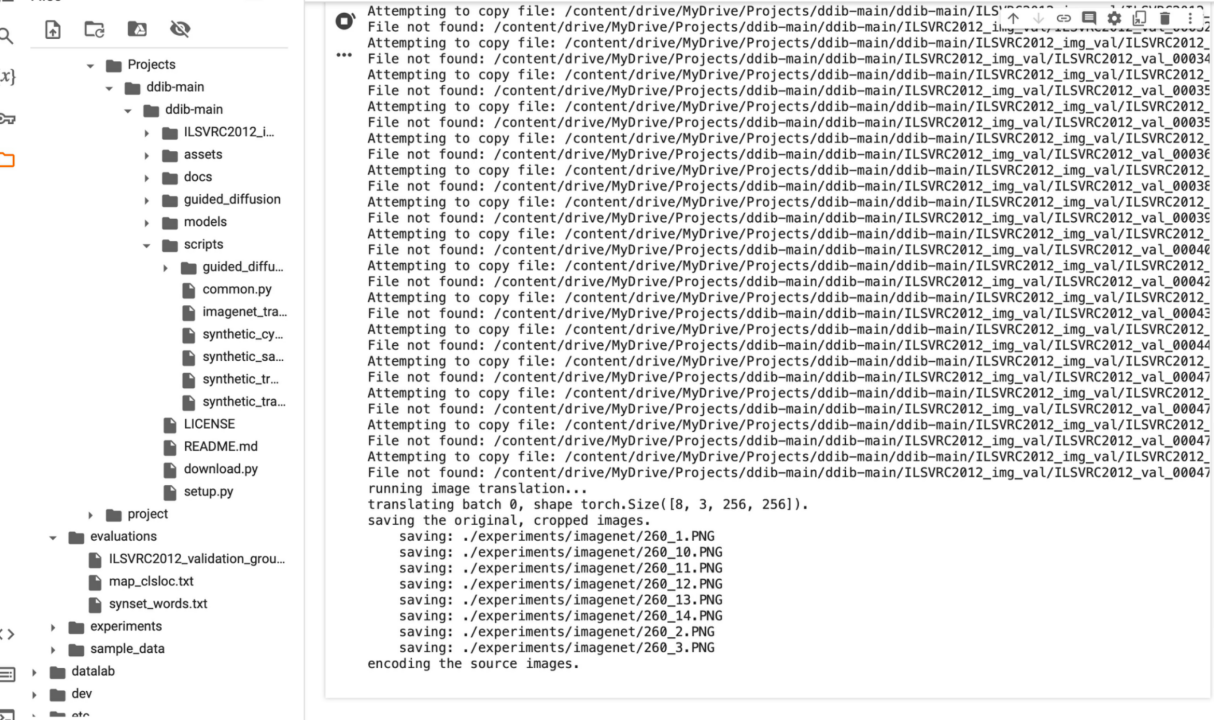 Projects
ddib-main
ddib-main
ILSVRC2012_i...
assets
docs
guided_diffusion
models
scripts
guided_diffu...
common.py
imagenet_tra...
synthetic_cy...
synthetic_sa...
synthetic_tr...
synthetic_tra...
LICENSE
README.md
download.py
setup.py
project
evaluations
ILSVRC2012_validation_grou...
map_clsloc.txt
synset_words.txt
experiments
sample_data
datalab
dev
etc
Attempting to copy file: /content/drive/MyDrive/Projects/ddib-main/ddib-main/
File not found: /content/drive/MyDrive/Projects/ddib-main/ddib-main/
Attempting to copy file: /content/drive/MyDrive/Projects/ddib-main/ddib-main/ILSVRC2012_img_val/ILSVRC2012_
File not found: /content/drive/MyDrive/Projects/ddib-main/ddib-main/ILSVRC2012_img_val/ILSVRC2012_val_00034
Attempting to copy file: /content/drive/MyDrive/Projects/ddib-main/ddib-main/ILSVRC2012_img_val/ILSVRC2012_
File not found: /content/drive/MyDrive/Projects/ddib-main/ddib-main/ILSVRC2012_img_val/ILSVRC2012_val_00035
Attempting to copy file: /content/drive/MyDrive/Projects/ddib-main/ddib-main/ILSVRC2012_img_val/ILSVRC2012_
File not found: /content/drive/MyDrive/Projects/ddib-main/ddib-main/ILSVRC2012_img_val/ILSVRC2012_val_00035
Attempting to copy file: /content/drive/MyDrive/Projects/ddib-main/ddib-main/ILSVRC2012_img_val/ILSVRC2012_
File not found: /content/drive/MyDrive/Projects/ddib-main/ddib-main/ILSVRC2012_img_val/ILSVRC2012_val_00036
Attempting to copy file: /content/drive/MyDrive/Projects/ddib-main/ddib-main/ILSVRC2012_img_val/ILSVRC2012_
File not found: /content/drive/MyDrive/Projects/ddib-main/ddib-main/ILSVRC2012_img_val/ILSVRC2012_val_00038
Attempting to copy file: /content/drive/MyDrive/Projects/ddib-main/ddib-main/ILSVRC2012_img_val/ILSVRC2012_
File not found: /content/drive/MyDrive/Projects/ddib-main/ddib-main/ILSVRC2012_img_val/ILSVRC2012_val_00039
Attempting to copy file: /content/drive/MyDrive/Projects/ddib-main/ddib-main/ILSVRC2012_img_val/ILSVRC2012_
File not found: /content/drive/MyDrive/Projects/ddib-main/ddib-main/ILSVRC2012_img_val/ILSVRC2012_val_00040
Attempting to copy file: /content/drive/MyDrive/Projects/ddib-main/ddib-main/ILSVRC2012_img_val/ILSVRC2012_
File not found: /content/drive/MyDrive/Projects/ddib-main/ddib-main/ILSVRC2012_img_val/ILSVRC2012_val_00042
Attempting to copy file: /content/drive/MyDrive/Projects/ddib-main/ddib-main/ILSVRC2012_img_val/ILSVRC2012_
File not found: /content/drive/MyDrive/Projects/ddib-main/ddib-main/ILSVRC2012_img_val/ILSVRC2012_val_00043
Attempting to copy file: /content/drive/MyDrive/Projects/ddib-main/ddib-main/ILSVRC2012_img_val/ILSVRC2012_
File not found: /content/drive/MyDrive/Projects/ddib-main/ddib-main/ILSVRC2012_img_val/ILSVRC2012_val_00044
Attempting to copy file: /content/drive/MyDrive/Projects/ddib-main/ddib-main/ILSVRC2012_img_val/ILSVRC2012_
File not found: /content/drive/MyDrive/Projects/ddib-main/ddib-main/ILSVRC2012_img_val/ILSVRC2012_val_00047
Attempting to copy file: /content/drive/MyDrive/Projects/ddib-main/ddib-main/ILSVRC2012_img_val/ILSVRC2012_
File not found: /content/drive/MyDrive/Projects/ddib-main/ddib-main/ILSVRC2012_img_val/ILSVRC2012_val_00047
Attempting to copy file: /content/drive/MyDrive/Projects/ddib-main/ddib-main/ILSVRC2012_img_val/ILSVRC2012_
File not found: /content/drive/MyDrive/Projects/ddib-main/ddib-main/ILSVRC2012_img_val/ILSVRC2012_val_00047
Attempting to copy file: /content/drive/MyDrive/Projects/ddib-main/ddib-main/ILSVRC2012_img_val/ILSVRC2012_
File not found: /content/drive/MyDrive/Projects/ddib-main/ddib-main/ILSVRC2012_img_val/ILSVRC2012_val_00047
running image translation...
translating batch 0, shape torch.Size([8, 3, 256, 256]).
saving the original, cropped images.
saving: ./experiments/imagenet/260_1.PNG
saving: ./experiments/imagenet/260_10.PNG
saving: ./experiments/imagenet/260_11.PNG
saving: ./experiments/imagenet/260_12.PNG
saving: ./experiments/imagenet/260_13.PNG
saving: ./experiments/imagenet/260_14.PNG
saving: ./experiments/imagenet/260_2.PNG
saving: ./experiments/imagenet/260_3.PNG
encoding the source images.